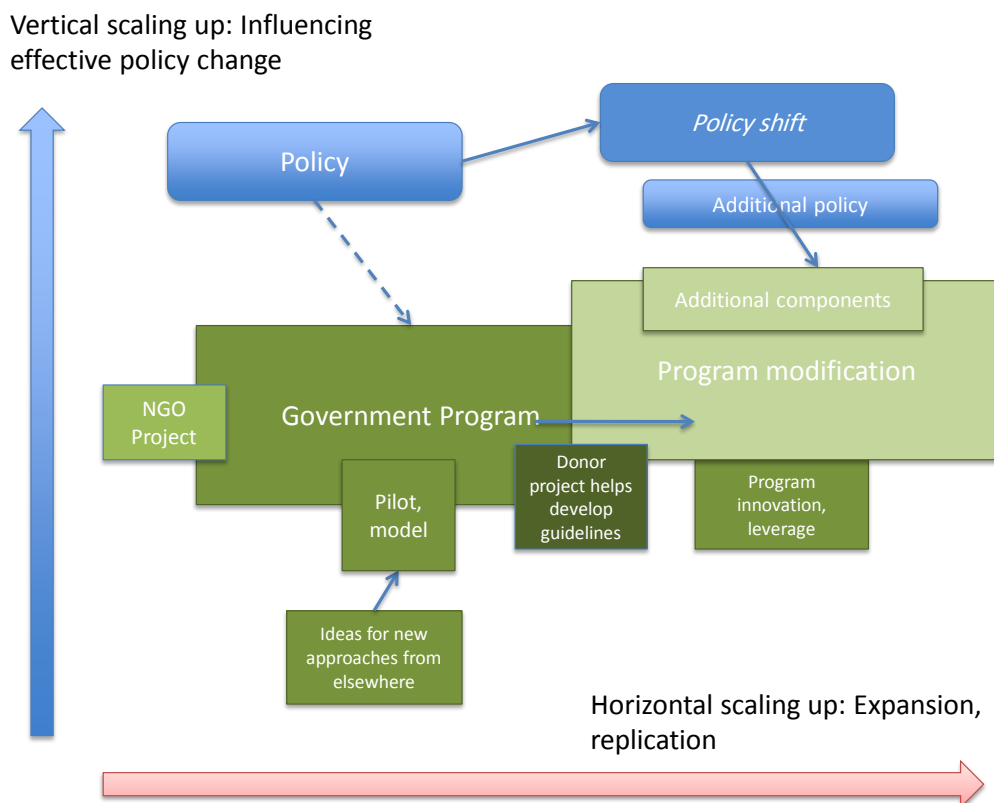 Vertical scaling up: Influencing
effective policy change
Policy shift
Policy
Additional policy
Additional components
Program modification
NGO
Project
Government Program
Donor
project helps
develop
guidelines
Program
innovation,
leverage
Pilot,
model
Ideas for new
approaches from
elsewhere
Horizontal scaling up: Expansion,
replication